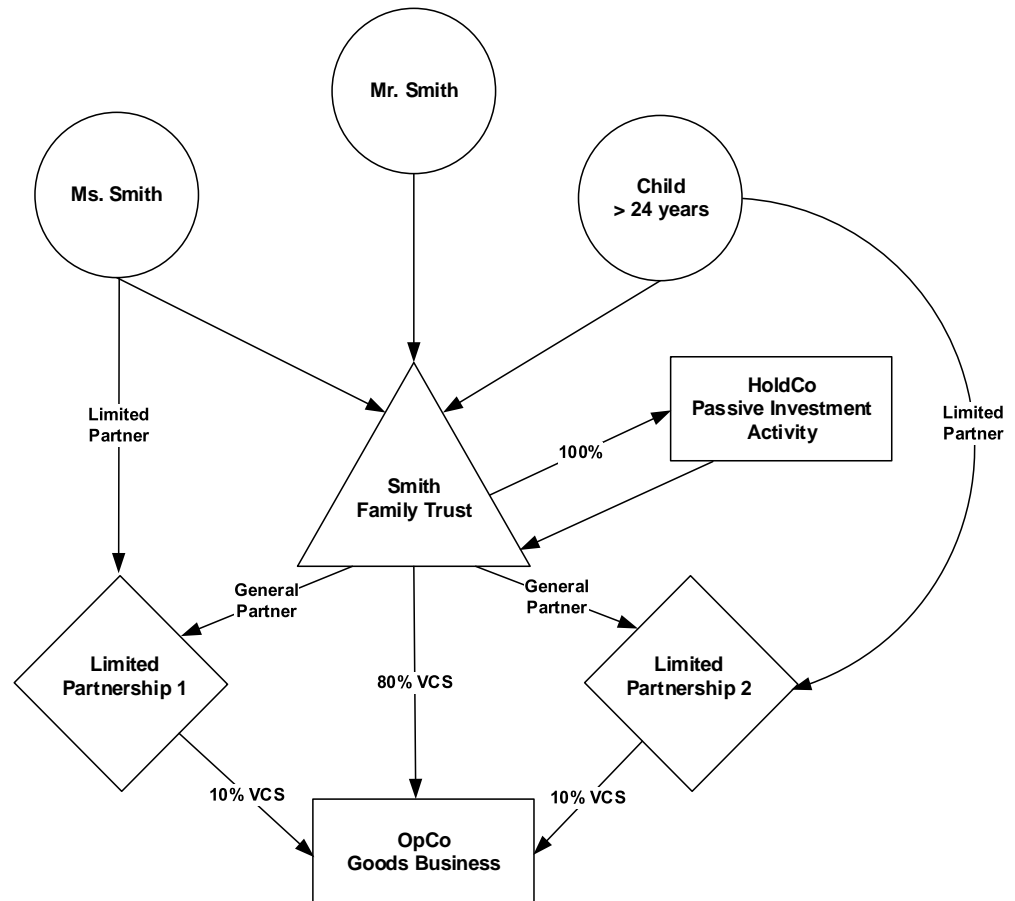 Mr. Smith
Ms. Smith
Child
> 24 years
HoldCo
Passive Investment
Activity
Limited
Partner
Limited
Partner
100%
Smith
Family Trust
General
Partner
General
Partner
Limited
Partnership 1
80% VCS
Limited
Partnership 2
10% VCS
10% VCS
OpCo
Goods Business